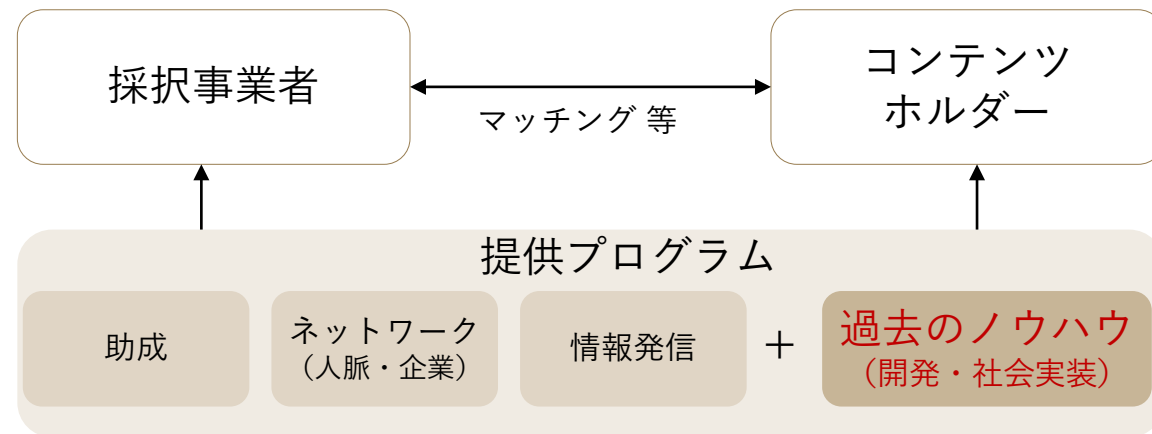 採択事業者
コンテンツ
ホルダー
マッチング 等
提供プログラム
助成
ネットワーク
（人脈・企業）
情報発信
+
過去のノウハウ
（開発・社会実装）